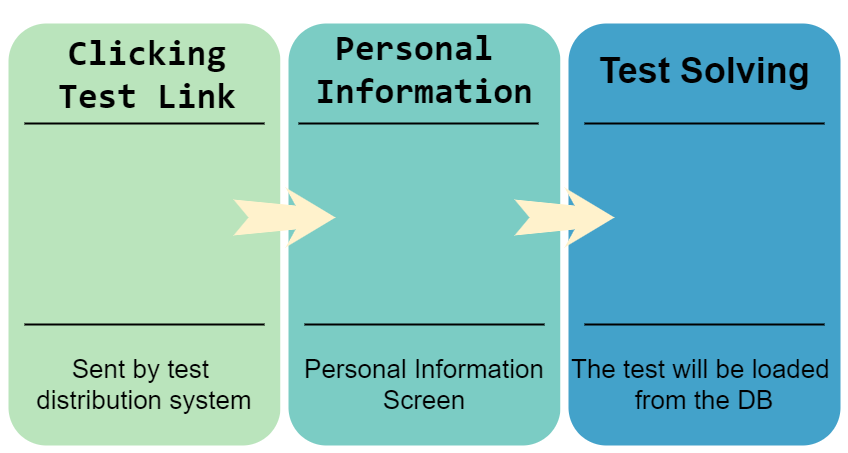 Clicking
Test Link
Personal
Information
Test Solving
Sent by test
distribution system
Personal Information
Screen
The test will be loaded
from the DB